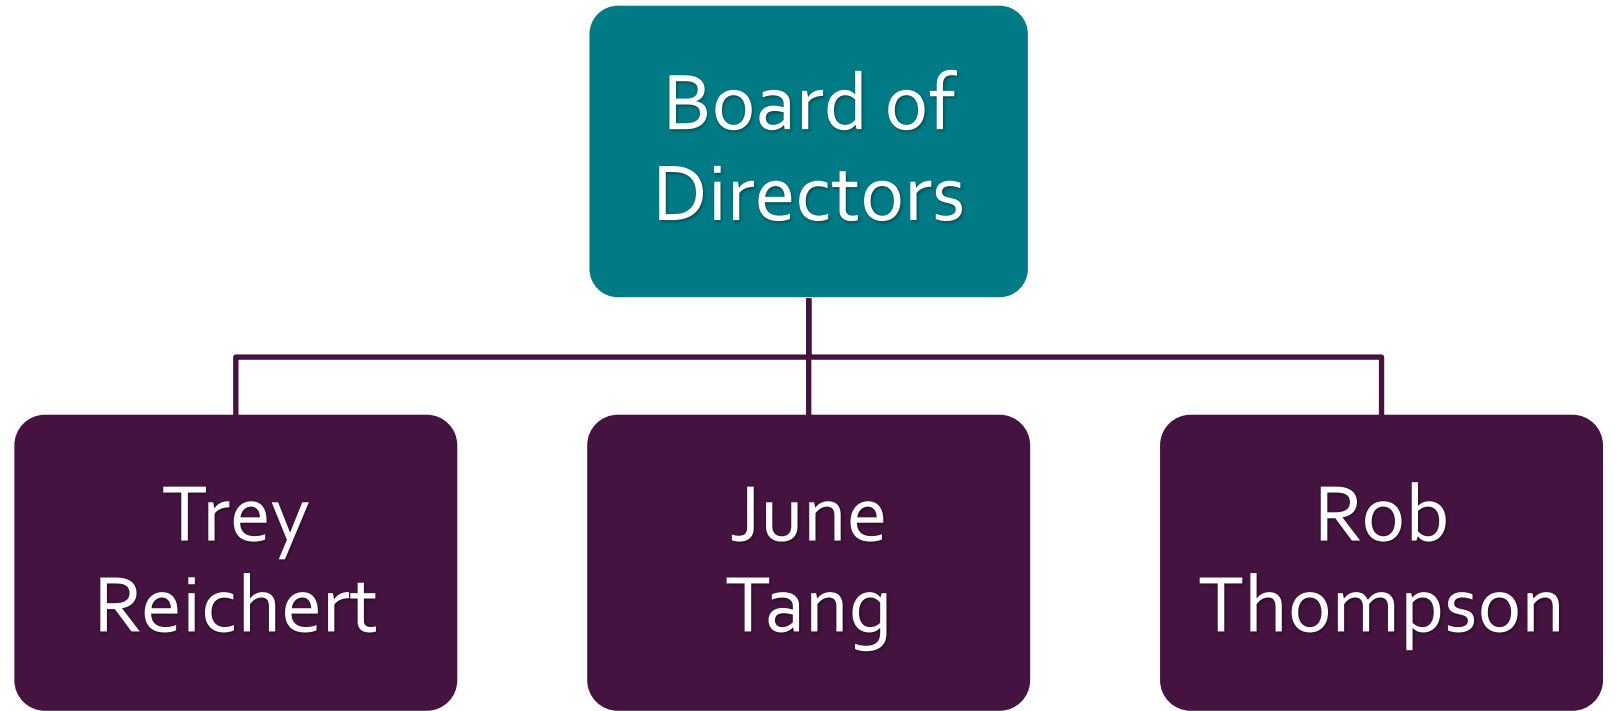 Board of
Directors
Trey
Reichert
June
Tang
Rob
Thompson